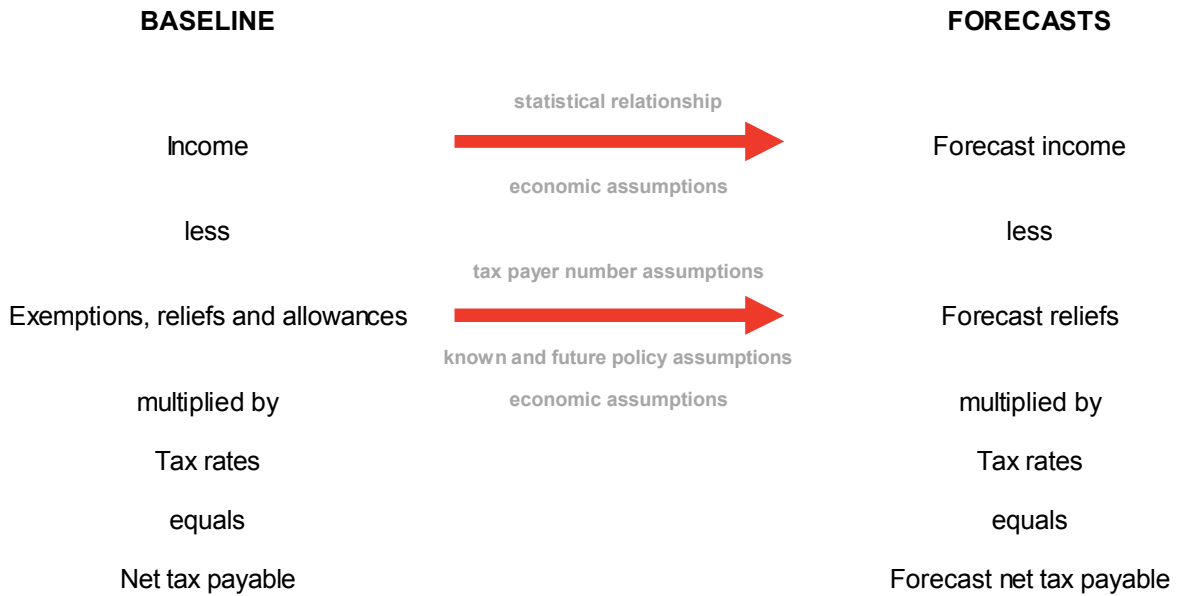 BASELINE
FORECASTS
statistical relationship
Income
Forecast income
economic assumptions
less
less
tax payer number assumptions
Exemptions, reliefs and allowances
Forecast reliefs
known and future policy assumptions
multiplied by
economic assumptions
multiplied by
Tax rates
Tax rates
equals
equals
Net tax payable
Forecast net tax payable